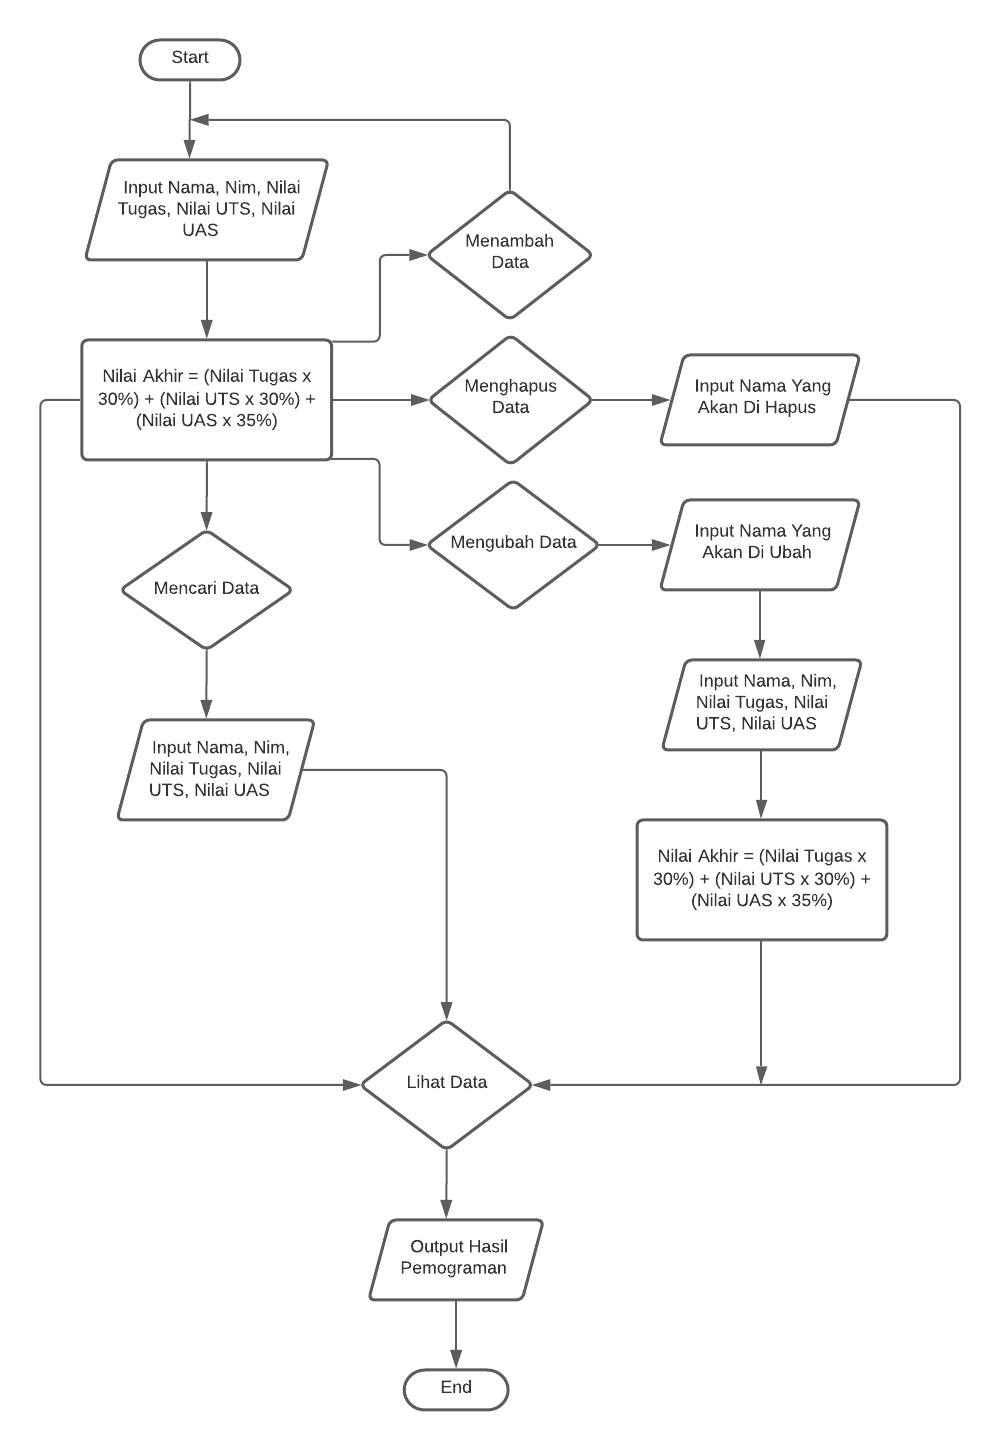 Start
Input Nama, Nim, Nilai
Tugas, Nilai UTS, Nilai
UAS
Menambah
Data
Nilai Akhir = (Nilai Tugas x
30%) + (Nilai UTS x 30%) +
(Nilai UAS x 35%)
Menghapus
Data
Input Nama Yang
Akan Di Hapus
Mengubah Data
Input Nama Yang
Akan Di Ubah
Mencari Data
Input Nama, Nim,
Nilai Tugas, Nilai
UTS, Nilai UAS
Input Nama, Nim,
Nilai Tugas, Nilai
UTS, Nilai UAS
Nilai Akhir = (Nilai Tugas x
30%) + (Nilai UTS x 30%) +
(Nilai UAS x 35%)
Lihat Data
Output Hasil
Pemograman
End